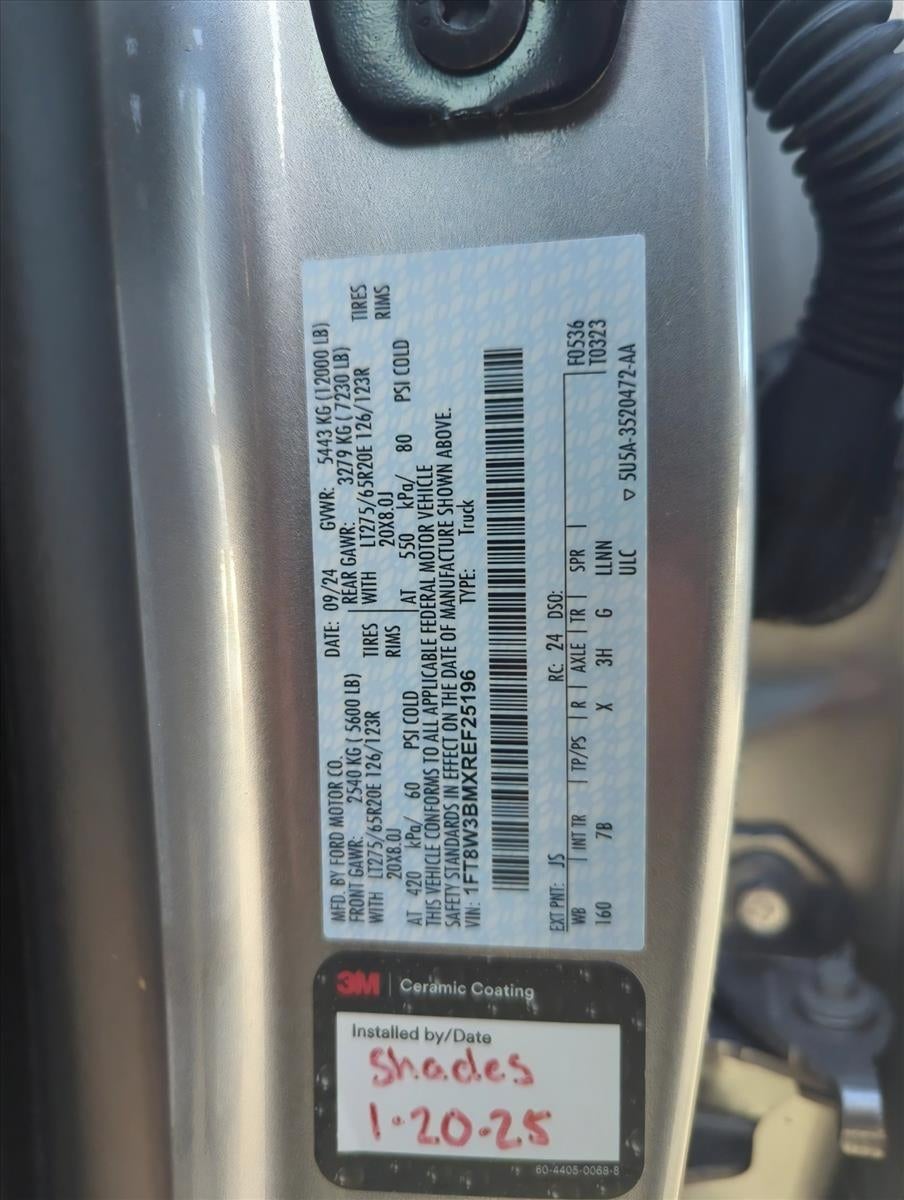 MFD. BY FORD MOTOR CO.
DATE: 09/24 GVWR: 5443 KG (12000 LB)
FRONT GAWR: 2540 KG ( 5600 LB)
REAR GAWR: 3279 KG ( 7230 LB)
WITH LT275/65R20E 126/123R TIRES
WITH LT275/65R20E 126/123R TIRES
20X8.0J RIMS
20X8.0J RIMS
AT 420 kPa/ 60 PSI COLD
AT 550 kPa/ 80 PSI COLD
THIS VEHICLE CONFORMS TO ALL APPLICABLE FEDERAL MOTOR VEHICLE
SAFETY STANDARDS IN EFFECT ON THE DATE OF MANUFACTURE SHOWN ABOVE.
VIN: 1FT8W3BMXREF25196 TYPE: Truck
EXT PNT: JS RC: 24 DSO: F0536
WB INT TR TP/PS R AXLE TR SPR T0323
160 7B X 3H G LLNN
ULC ▽ 5U5A-3520472-AA
3M Ceramic Coating
Installed by/Date
Shades
1-20-25
60-4405-0068-8